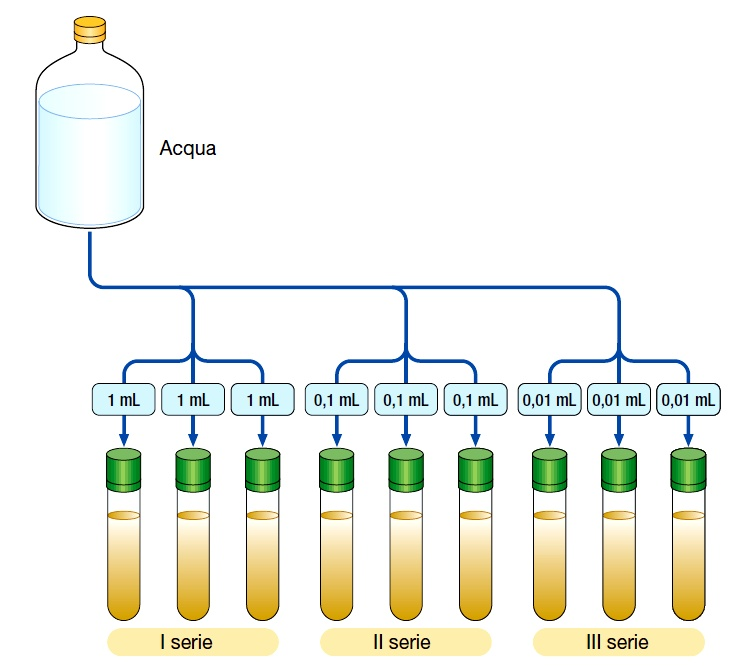 Acqua
1 mL 1 mL 1 mL 0,1 mL 0,1 mL 0,1 mL 0,01 mL 0,01 mL 0,01 mL
I serie II serie III serie